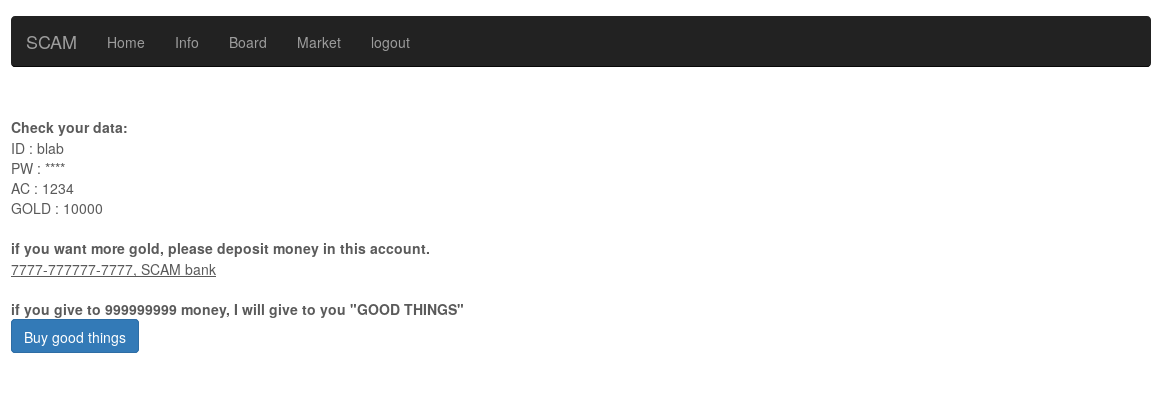 SCAM Home Info Board Market logout
Check your data:
ID : blab
PW : ****
AC : 1234
GOLD : 10000
if you want more gold, please deposit money in this account.
7777-777777-7777, SCAM bank
if you give to 999999999 money, I will give to you "GOOD THINGS"
Buy good things